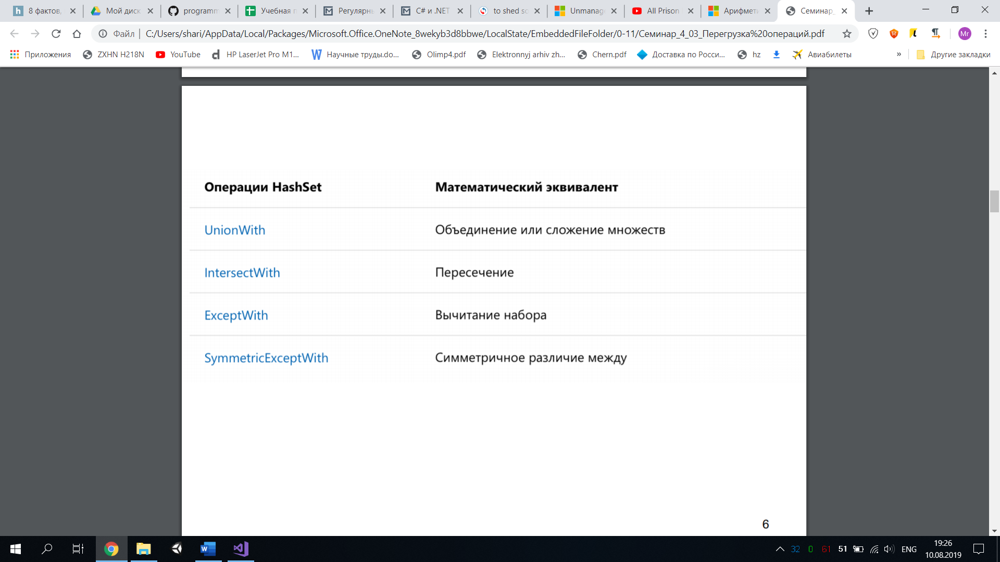 8 фактов,
Мой диск
programm
Учебная п
Регулярн
C# и .NET
to shed so
Unmanag
All Prison
Арифмети
Семинар_
Файл | C:/Users/shari/AppData/Local/Packages/Microsoft.Office.OneNote_8wekyb3d8bbwe/LocalState/EmbeddedFileFolder/0-11/Семинар_4_03_Перегрузка%20операций.pdf
Mr
Приложения
ZXHN H218N
YouTube
HP LaserJet Pro M1...
Научные труды.do...
Olimp4.pdf
Elektronnyj arhiv zh...
Chern.pdf
Доставка по Росси...
hz
Авиабилеты
»
Другие закладки
Операции HashSet Математический эквивалент
UnionWith Объединение или сложение множеств
IntersectWith Пересечение
ExceptWith Вычитание набора
SymmetricExceptWith Симметричное различие между
6
32 0 61 51 ENG
19:26
10.08.2019